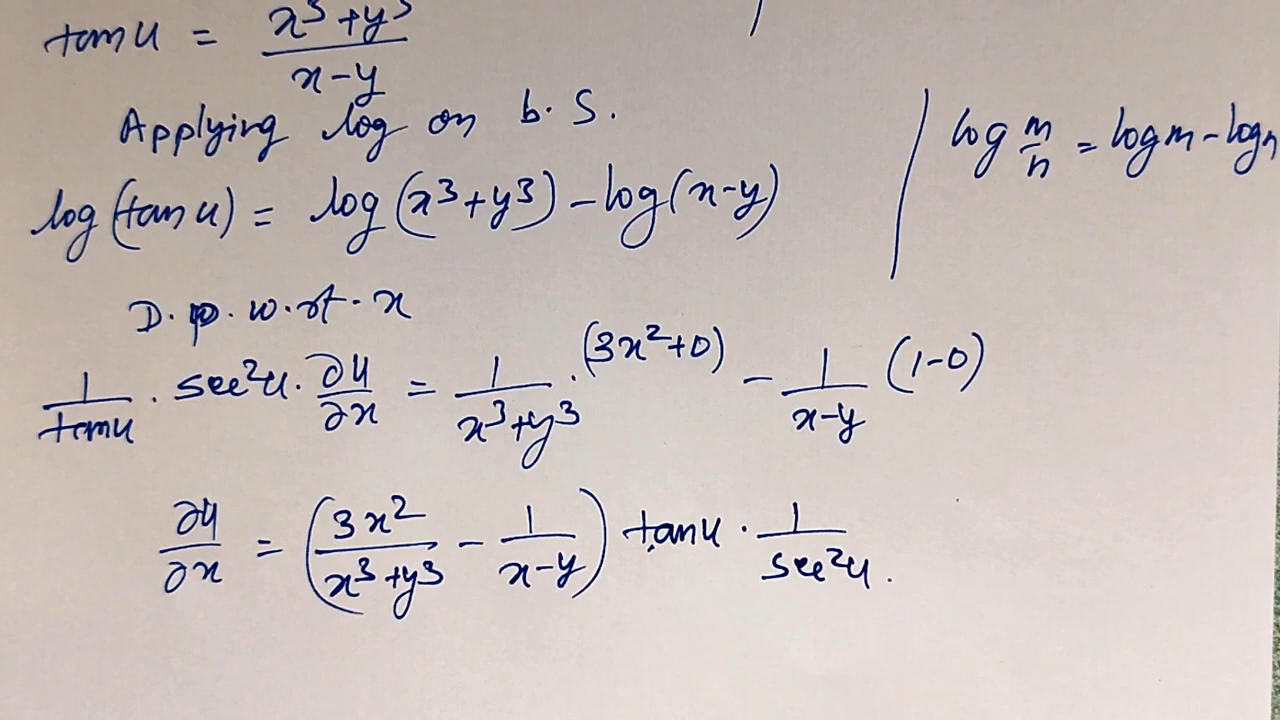 tan u = x³+y³ / x-y
Applying log on b.S.
log m/n = log m - log n
log(tan u) = log(x³+y³) - log(x-y)
D.p.w.r.t. x
1/tan u . sec²u. ∂u/∂x = 1/x³+y³ . (3x²+0) - 1/x-y (1-0)
∂u/∂x = (3x²/x³+y³ - 1/x-y) tan u . 1/sec²u.